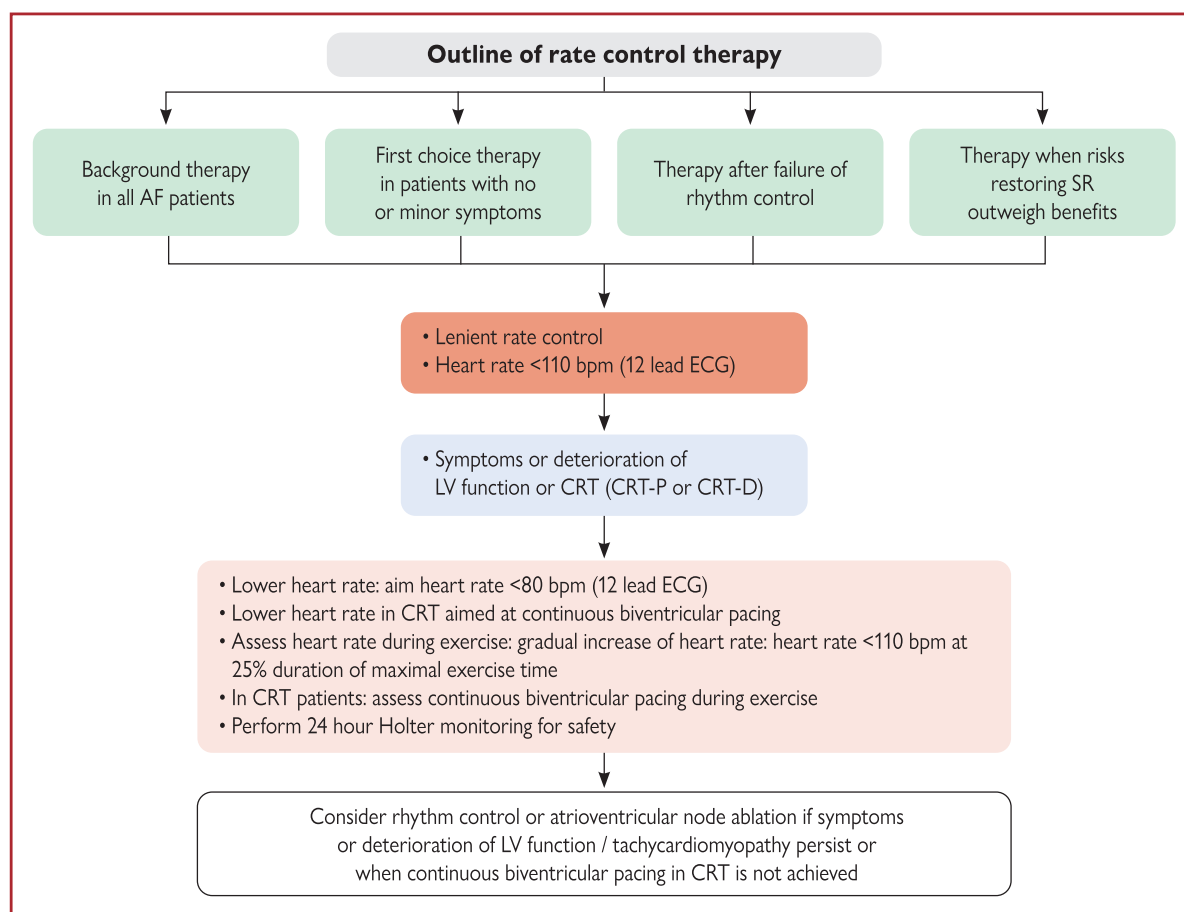 Outline of rate control therapy
Background therapy
in all AF patients
First choice therapy
in patients with no
or minor symptoms
Therapy after failure of
rhythm control
Therapy when risks
restoring SR
outweigh benefits
• Lenient rate control
• Heart rate <110 bpm (12 lead ECG)
• Symptoms or deterioration of
LV function or CRT (CRT-P or CRT-D)
• Lower heart rate: aim heart rate <80 bpm (12 lead ECG)
• Lower heart rate in CRT aimed at continuous biventricular pacing
• Assess heart rate during exercise: gradual increase of heart rate: heart rate <110 bpm at
25% duration of maximal exercise time
• In CRT patients: assess continuous biventricular pacing during exercise
• Perform 24 hour Holter monitoring for safety
Consider rhythm control or atrioventricular node ablation if symptoms
or deterioration of LV function / tachycardiomyopathy persist or
when continuous biventricular pacing in CRT is not achieved